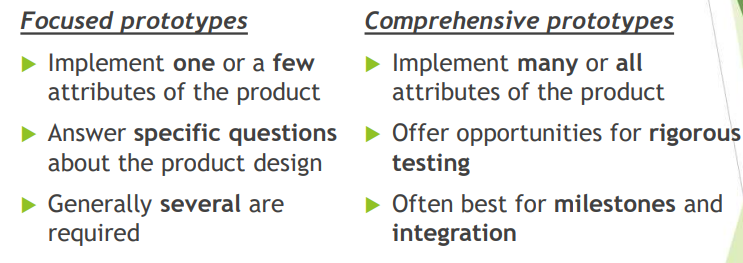 Focused prototypes
Implement one or a few
attributes of the product
Answer specific questions
about the product design
Generally several are
required
Comprehensive prototypes
Implement many or all
attributes of the product
Offer opportunities for rigorous
testing
Often best for milestones and
integration